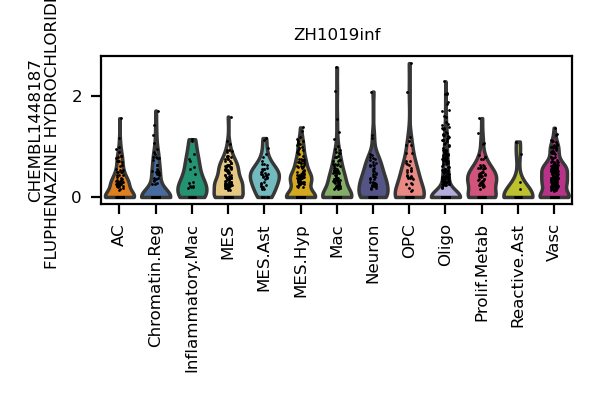 ZH1019inf
CHEMBL1448187
FLUPHENAZINE HYDROCHLORID
2
0
AC
Chromatin.Reg
Inflammatory.Mac
MES
MES.Ast
MES.Hyp
Mac
Neuron
OPC
Oligo
Prolif.Metab
Reactive.Ast
Vasc